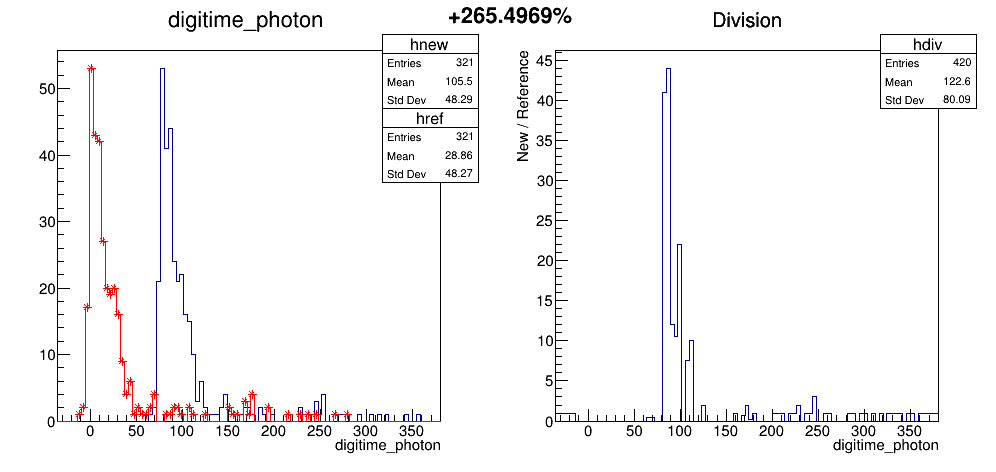 +265.4969%
digitime_photon
hnew
Entries 321
Mean 105.5
Std Dev 48.29
href
Entries 321
Mean 28.86
Std Dev 48.27
50
40
30
20
10
0
0 50 100 150 200 250 300 350
digitime_photon
Division
hdiv
Entries 420
Mean 122.6
Std Dev 80.09
New / Reference
45
40
35
30
25
20
15
10
5
0
0 50 100 150 200 250 300 350
digitime_photon